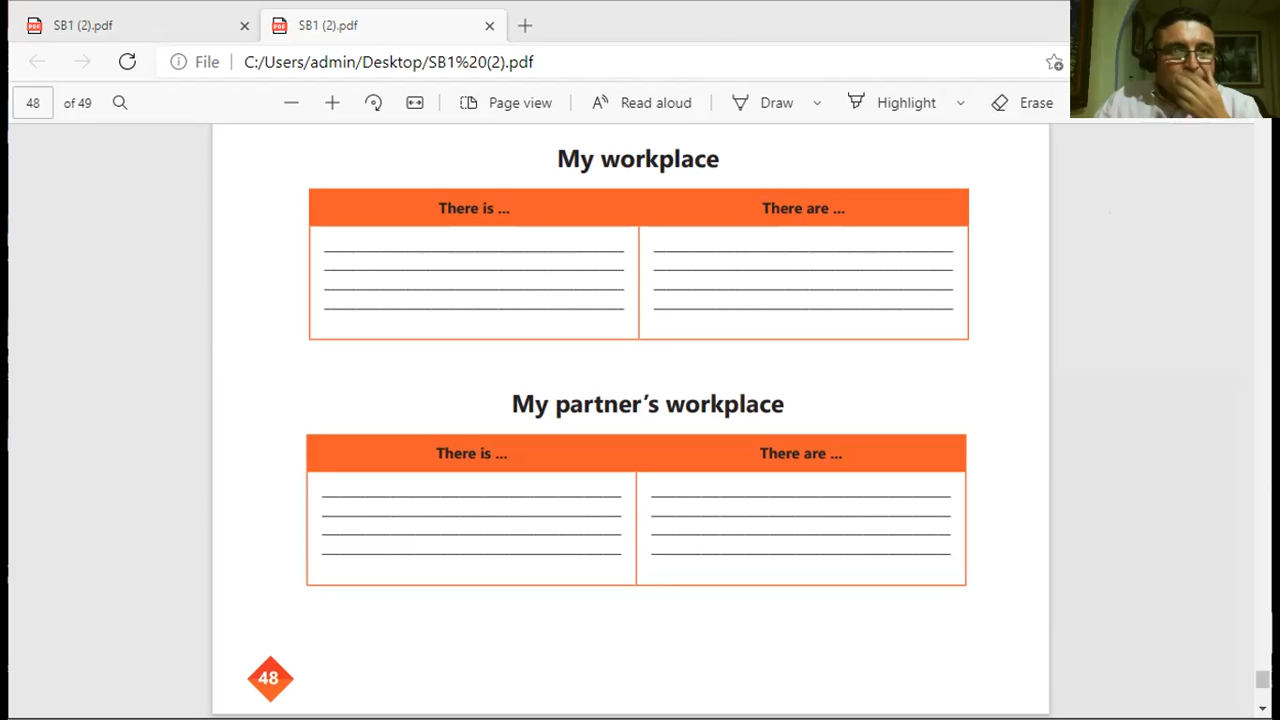 SB1 (2).pdf
SB1 (2).pdf
File
C:/Users/admin/Desktop/SB1%20(2).pdf
48 of 49
Page view
Read aloud
Draw
Highlight
Erase
My workplace
There is ...
There are ...
My partner's workplace
There is ...
There are ...
48